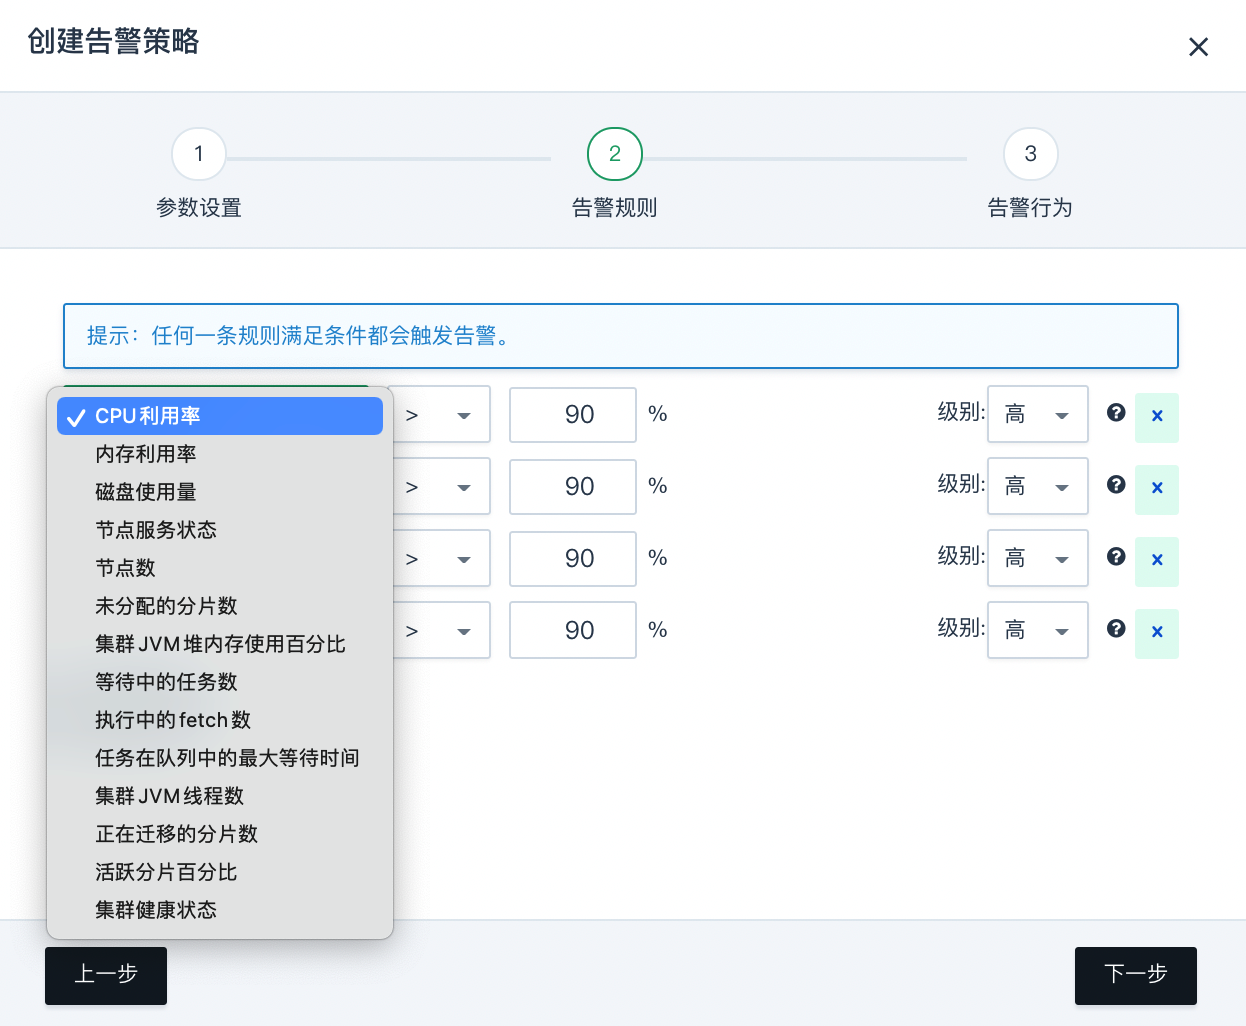 创建告警策略
1
2
3
参数设置
告警规则
告警行为
提示：任何一条规则满足条件都会触发告警。
CPU利用率
内存利用率
磁盘使用量
节点服务状态
节点数
未分配的分片数
集群JVM堆内存使用百分比
等待中的任务数
执行中的fetch数
任务在队列中的最大等待时间
集群JVM线程数
正在迁移的分片数
活跃分片百分比
集群健康状态
> 90 % 级别: 高
> 90 % 级别: 高
> 90 % 级别: 高
> 90 % 级别: 高
上一步
下一步